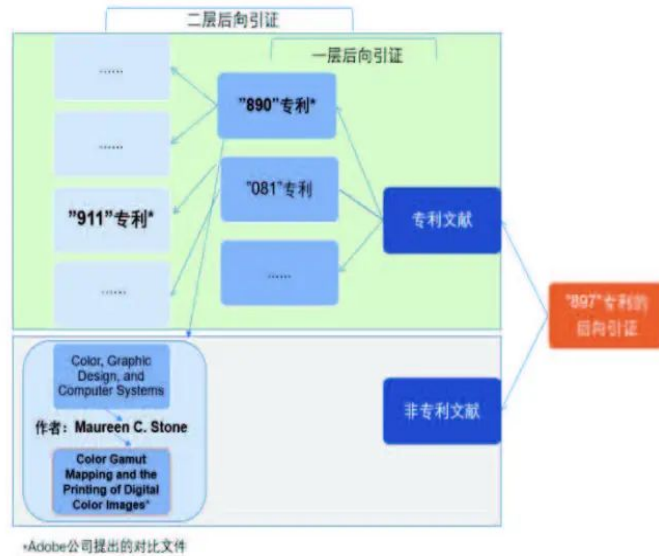 二层后向引证
一层后向引证
……
"890"专利*
……
"081"专利
"911"专利*
专利文献
……
……
"897"专利的
后向引证
Color, Graphic
Design, and
Computer Systems
作者：Maureen C. Stone
非专利文献
Color Gamut
Mapping and the
Printing of Digital
Color Images*
*Adobe公司提出的对比文件